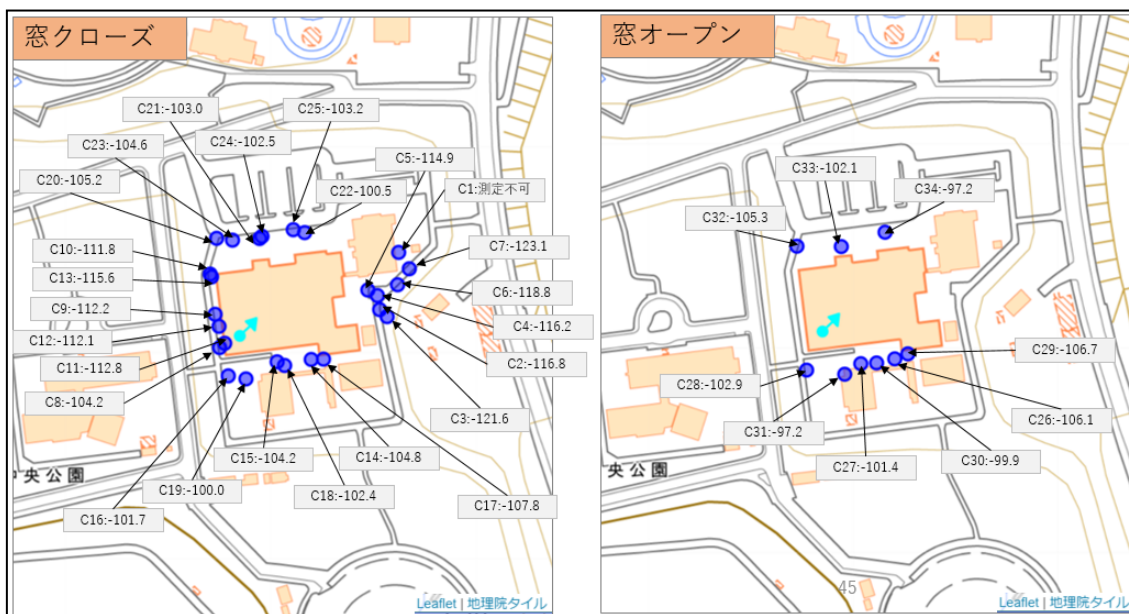 窓クローズ
C21:-103.0
C25:-103.2
C23:-104.6
C24:-102.5
C5:-114.9
C20:-105.2
C22-100.5
C1:測定不可
C10:-111.8
C7:-123.1
C13:-115.6
C6:-118.8
C9:-112.2
C4:-116.2
C12:-112.1
C2:-116.8
C11:-112.8
C8:-104.2
C3:-121.6
C15:-104.2
C14:-104.8
C19:-100.0
C18:-102.4
C17:-107.8
C16:-101.7
中央公園
Leaflet | 地理院タイル
窓オープン
C33:-102.1
C34:-97.2
C32:-105.3
C29:-106.7
C28:-102.9
C26:-106.1
C31:-97.2
C27:-101.4
C30:-99.9
中央公園
45
Leaflet | 地理院タイル